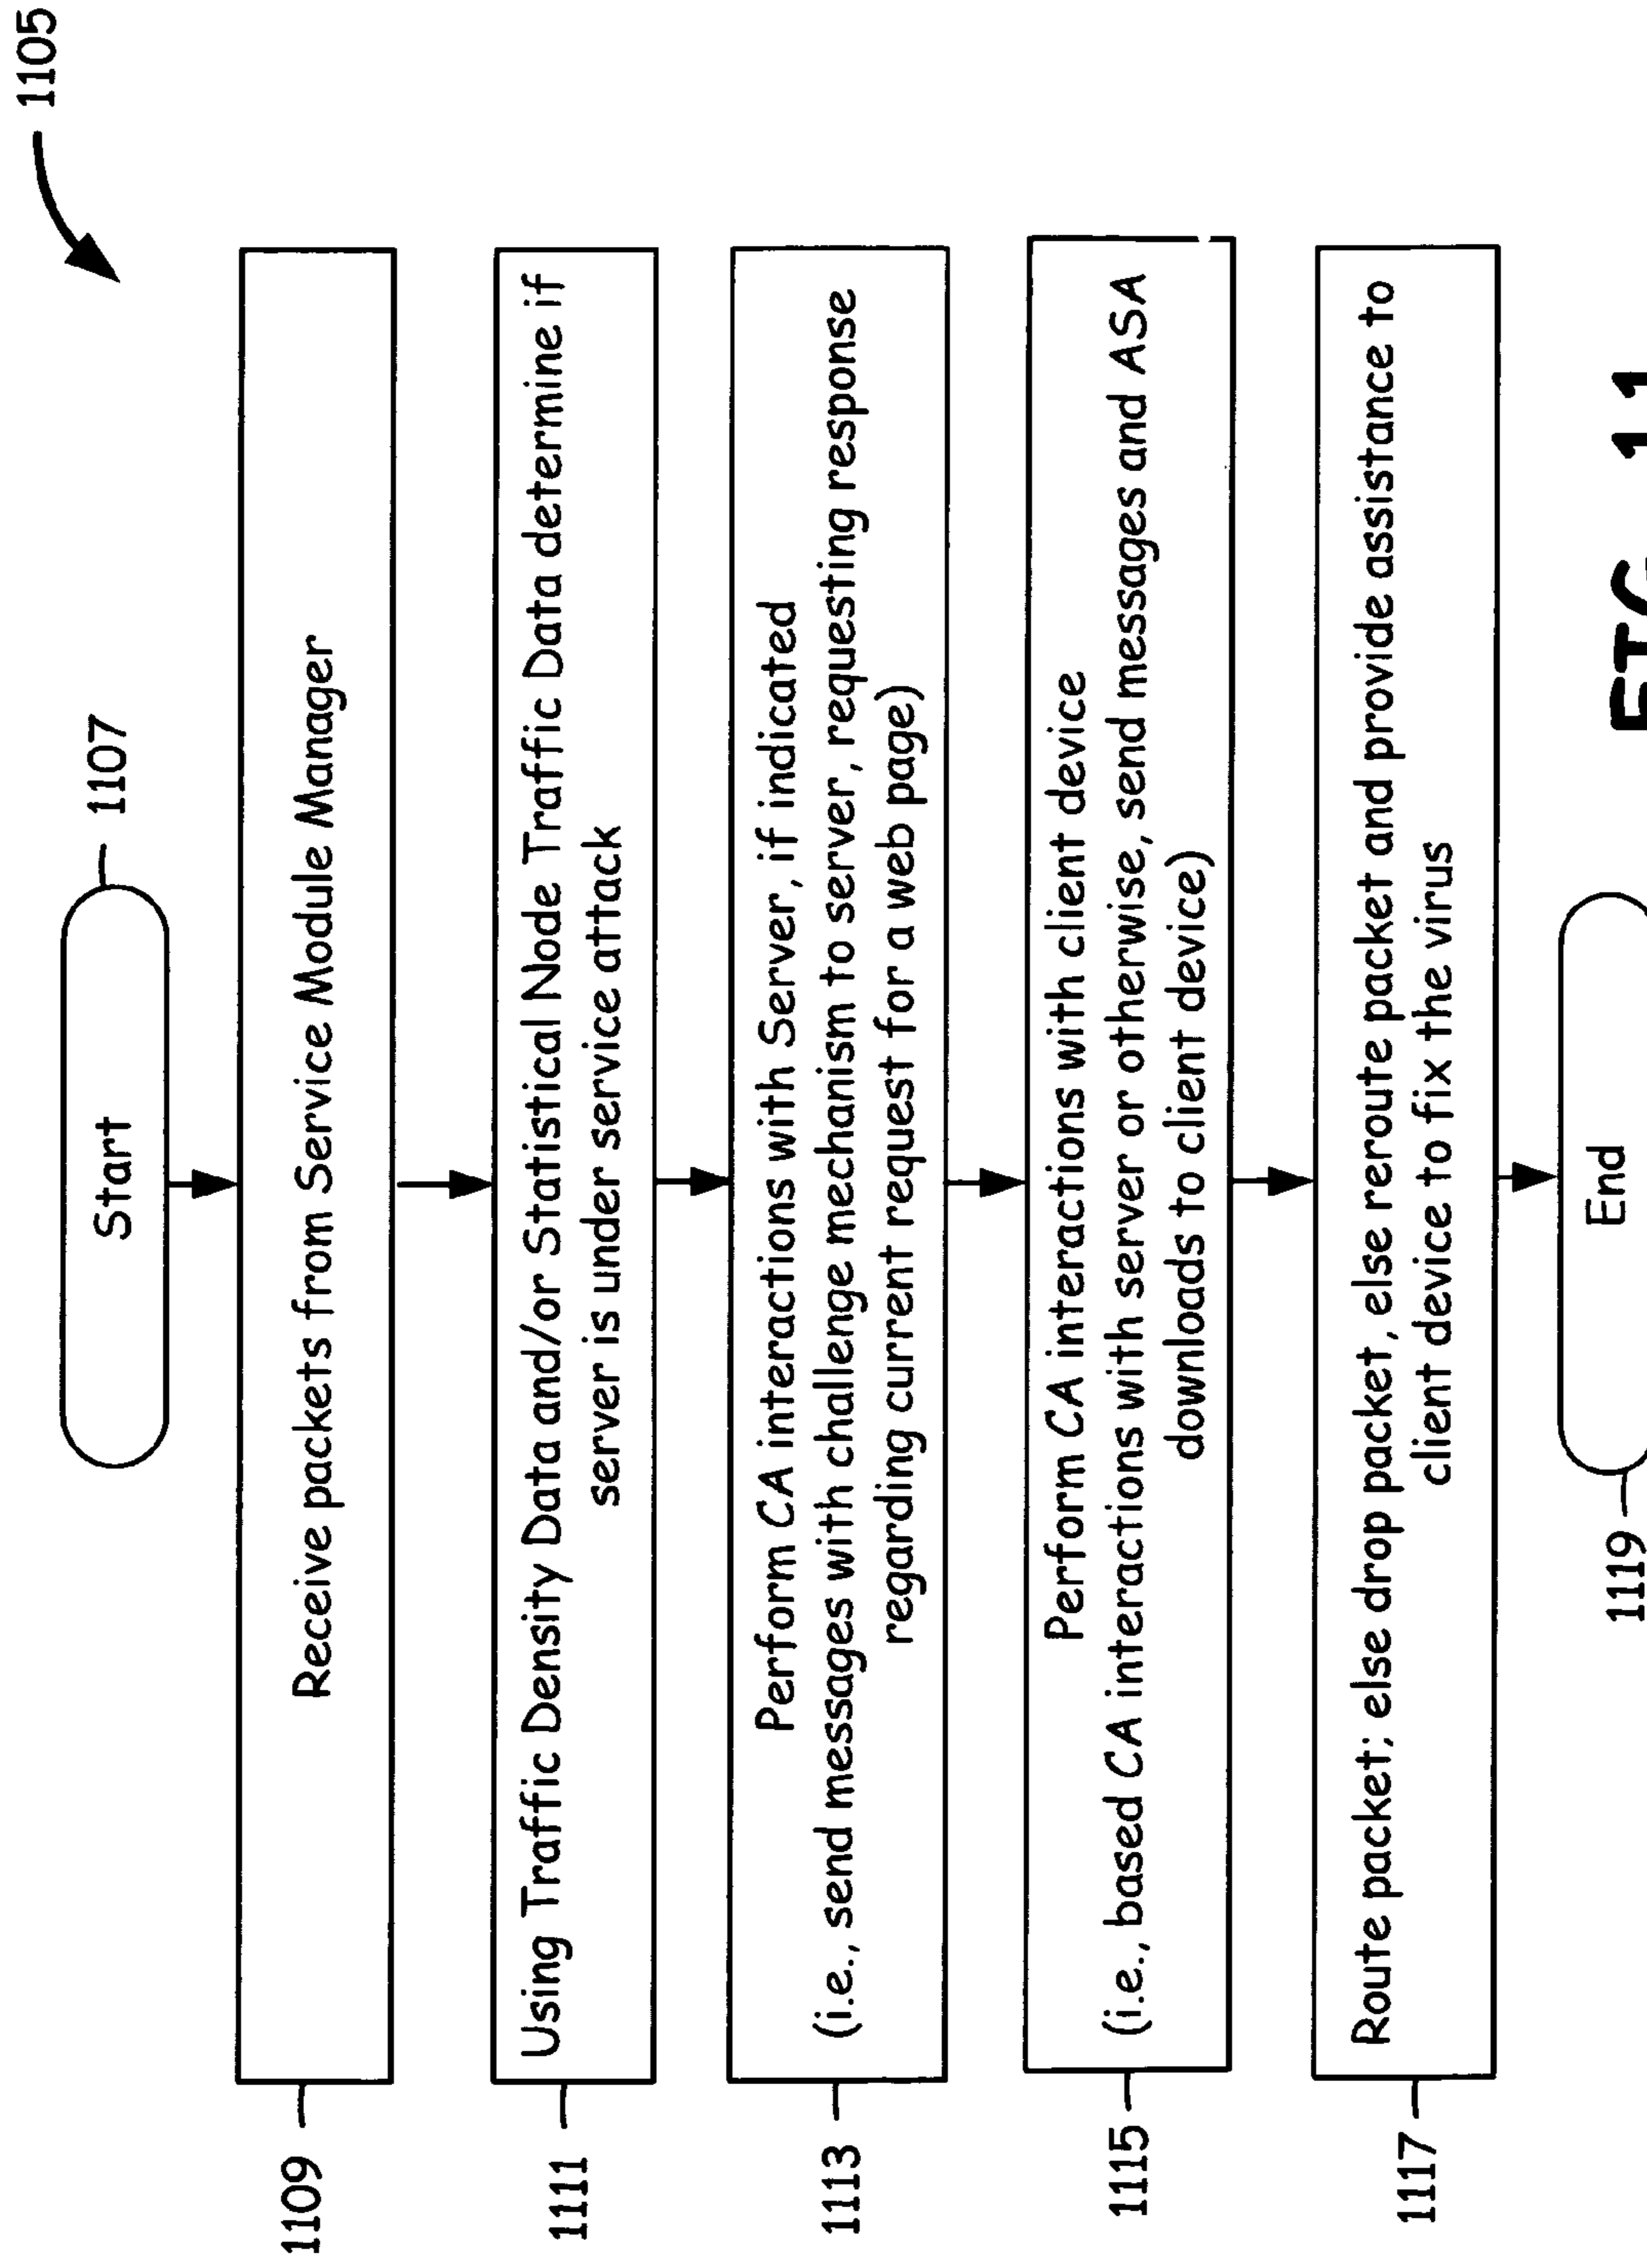 1105
Start
1107
1109
Receive packets from Service Module Manager
1111
Using Traffic Density Data and/or Statistical Node Traffic Data determine if
server is under service attack
1113
Perform CA interactions with Server, if indicated
(i.e., send messages with challenge mechanism to server, requesting response
regarding current request for a web page)
1115
Perform CA interactions with client device
(i.e., based CA interactions with server or otherwise, send messages and ASA
downloads to client device)
1117
Route packet; else drop packet, else reroute packet and provide assistance to
client device to fix the virus
1119
End
FIG. 11